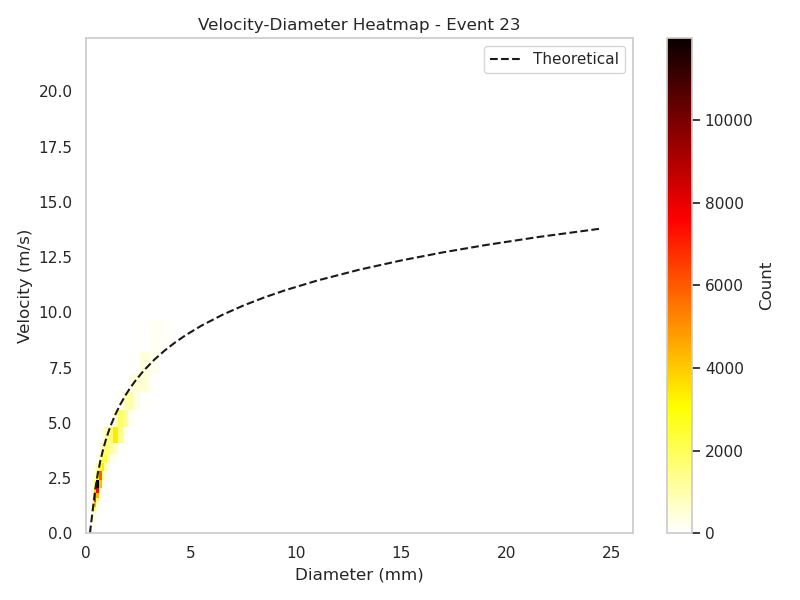 Velocity-Diameter Heatmap - Event 23
Theoretical
Velocity (m/s)
20.0
17.5
15.0
12.5
10.0
7.5
5.0
2.5
0.0
0 5 10 15 20 25
Diameter (mm)
10000
8000
6000
4000
2000
0
Count